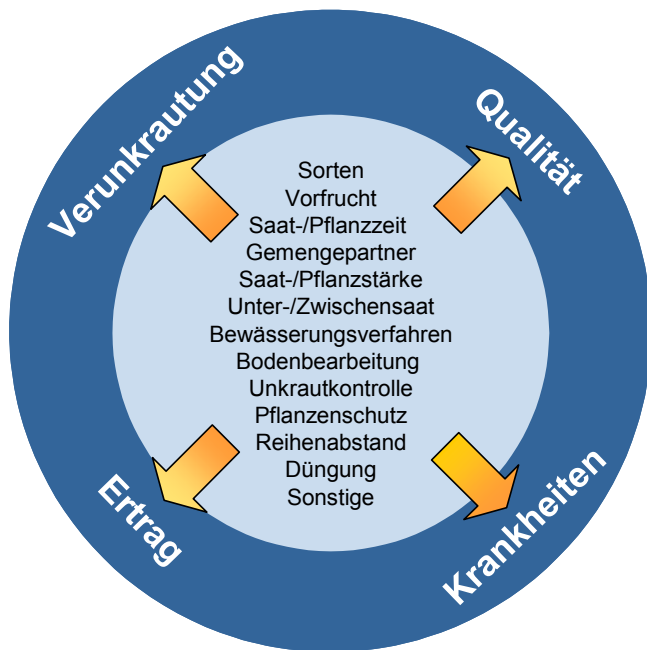 Verunkrautung
Qualität
Sorten
Vorfrucht
Saat-/Pflanzzeit
Gemengepartner
Saat-/Pflanzstärke
Unter-/Zwischensaat
Bewässerungsverfahren
Bodenbearbeitung
Unkrautkontrolle
Pflanzenschutz
Reihenabstand
Düngung
Sonstige
Ertrag
Krankheiten